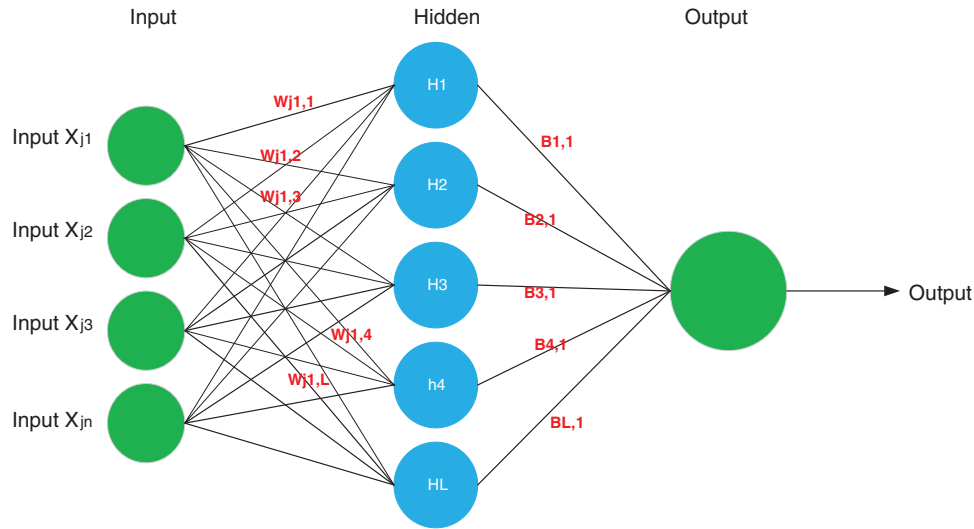 Input
Hidden
Output
Input Xj1
Input Xj2
Input Xj3
Input Xjn
Wj1,1
Wj1,2
Wj1,3
Wj1,4
Wj1,L
H1
H2
H3
h4
HL
B1,1
B2,1
B3,1
B4,1
BL,1
Output